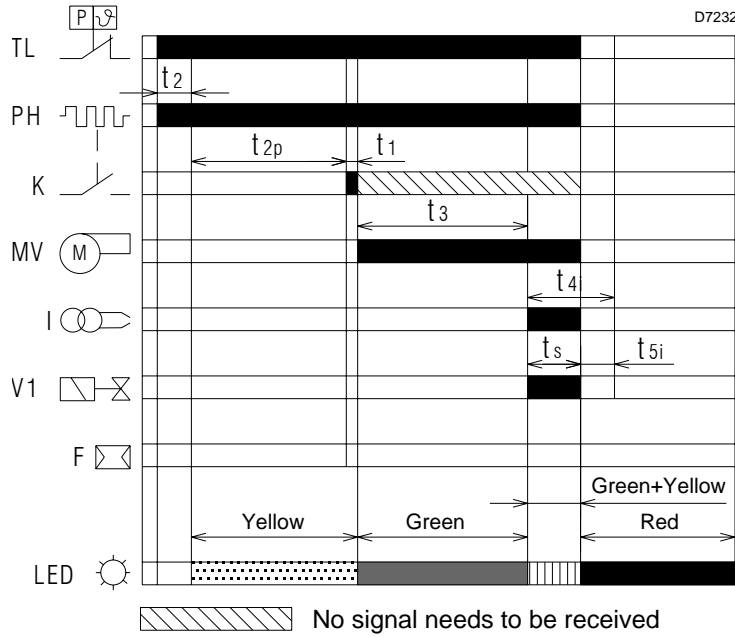 P ϑ
D7232
TL
t2
PH
t2p t1
K
t3
MV M
t4i
I
ts t5i
V1
F
Green+Yellow
Yellow Green Red
LED
No signal needs to be received